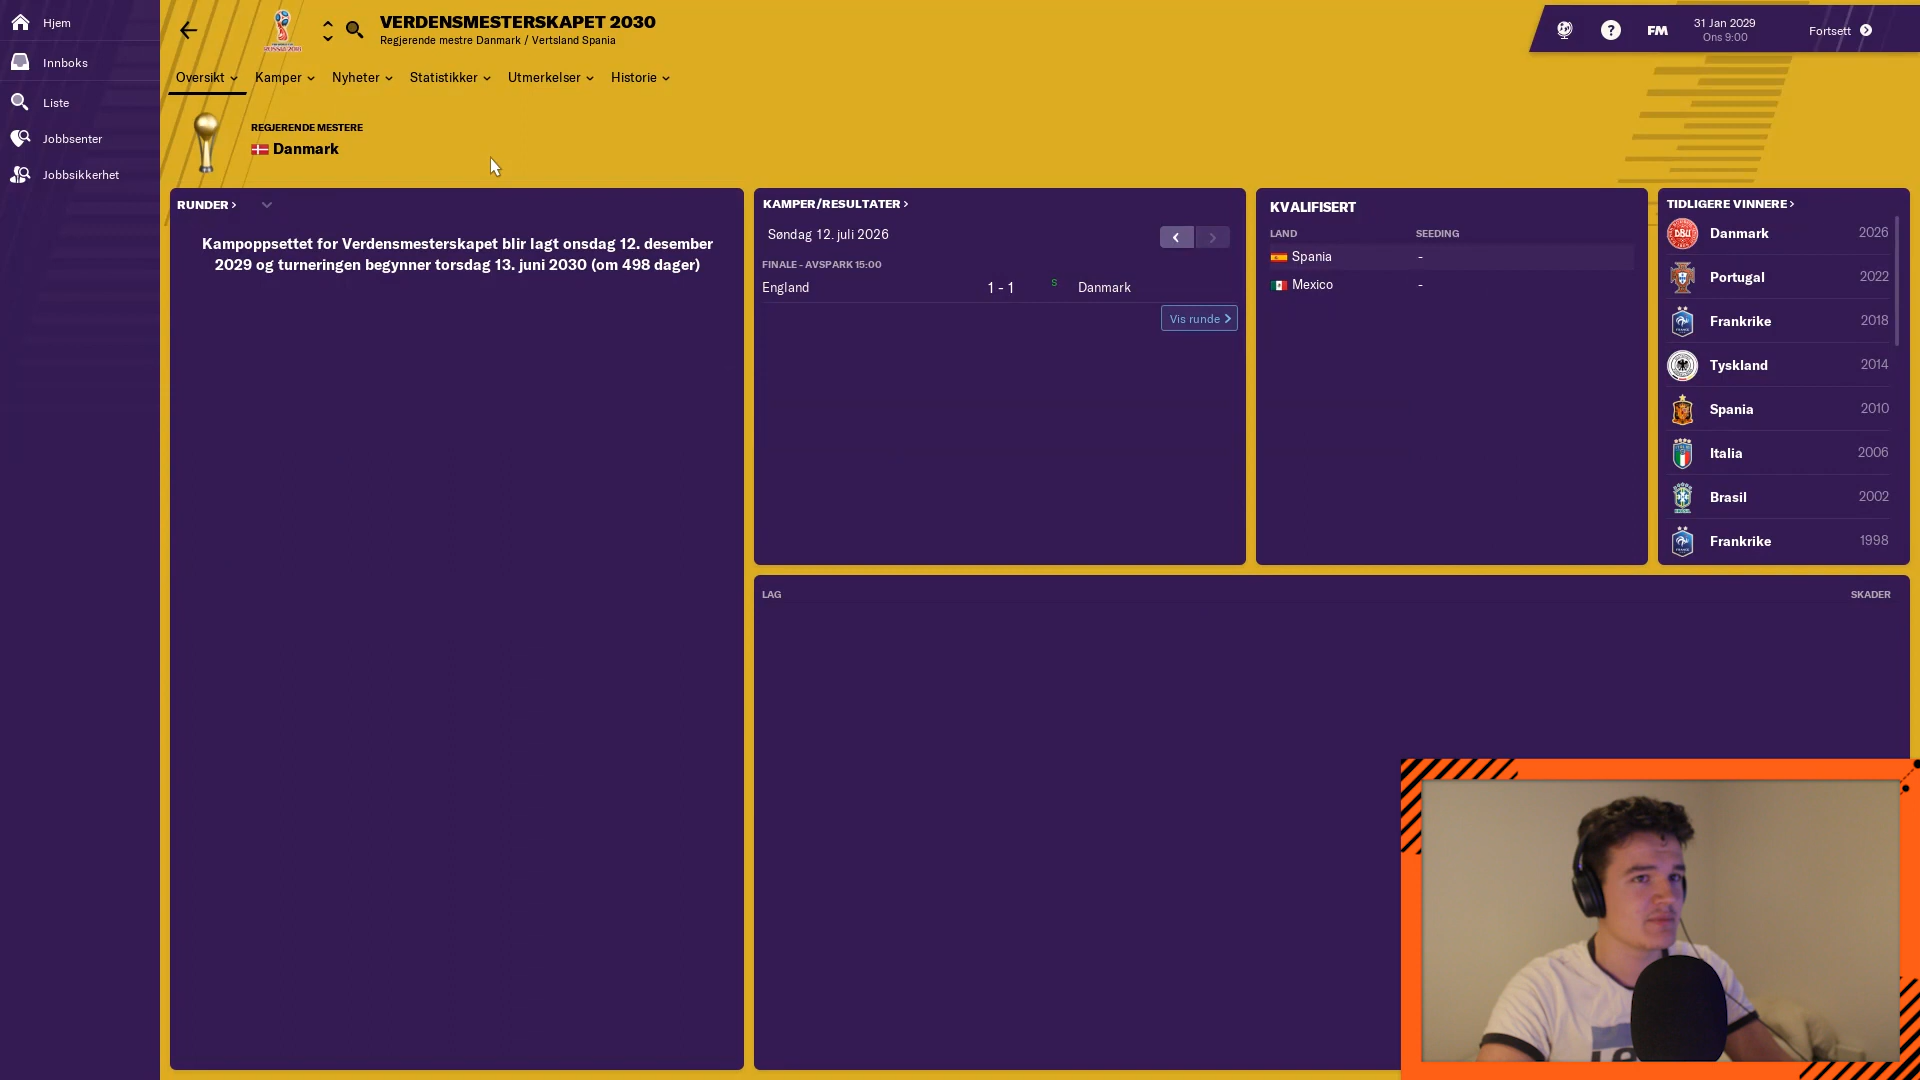 Hjem
Innboks
Liste
Jobbsenter
Jobbsikkerhet
VERDENSMESTERSKAPET 2030
Regjerende mestre Danmark / Vertsland Spania
FM
31 Jan 2029
Ons 9:00
Fortsett
Oversikt
Kamper
Nyheter
Statistikker
Utmerkelser
Historie
REGJERENDE MESTERE
Danmark
RUNDER >
Kampoppsettet for Verdensmesterskapet blir lagt onsdag 12. desember
2029 og turneringen begynner torsdag 13. juni 2030 (om 498 dager)
KAMPER/RESULTATER >
Søndag 12. juli 2026
FINALE - AVSPARK 15:00
England 1 - 1 S Danmark
Vis runde >
KVALIFISERT
LAND SEEDING
Spania -
Mexico -
TIDLIGERE VINNERE >
Danmark 2026
Portugal 2022
Frankrike 2018
Tyskland 2014
Spania 2010
Italia 2006
Brasil 2002
Frankrike 1998
LAG SKADER